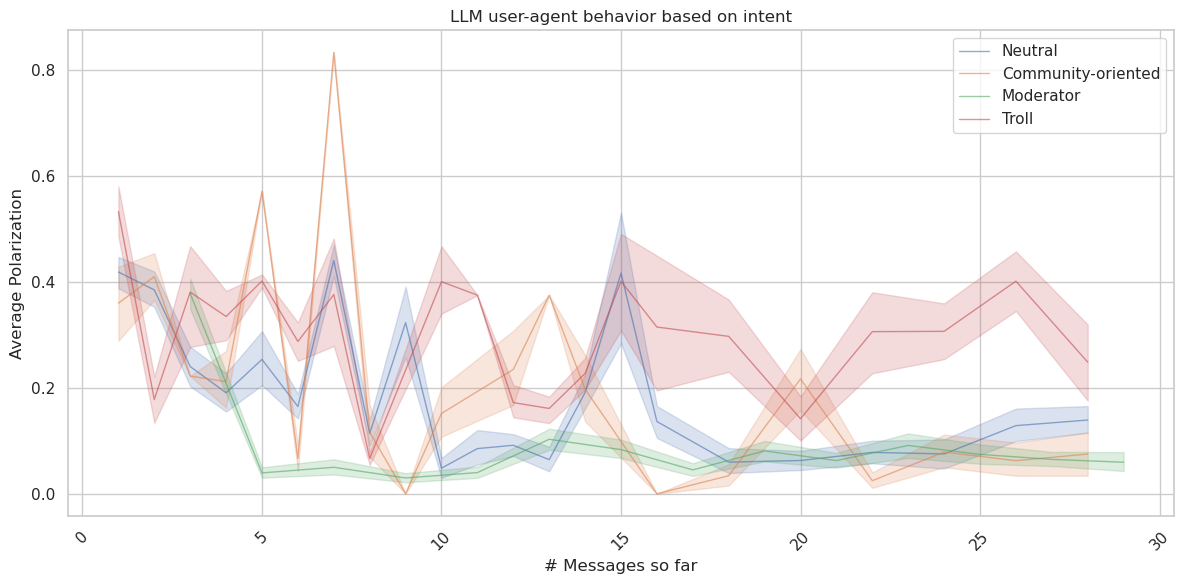 LLM user-agent behavior based on intent
Neutral
Community-oriented
Moderator
Troll
Average Polarization
0.8
0.6
0.4
0.2
0.0
0
5
10
15
20
25
30
# Messages so far